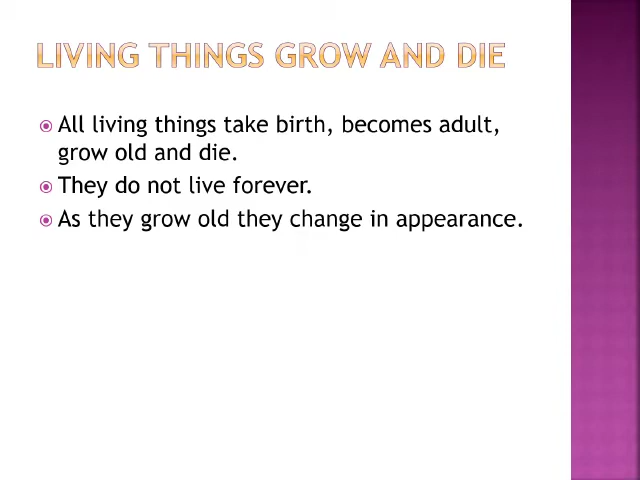 LIVING THINGS GROW AND DIE
All living things take birth, becomes adult,
grow old and die.
They do not live forever.
As they grow old they change in appearance.